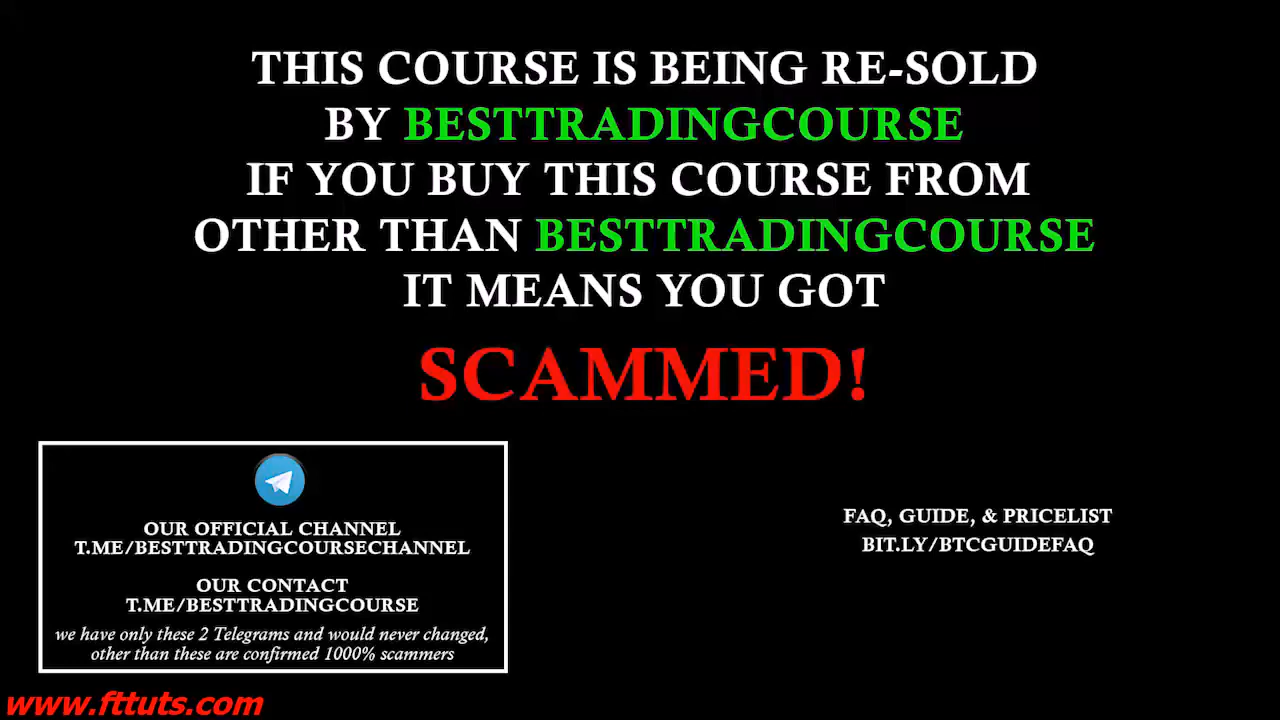 THIS COURSE IS BEING RE-SOLD
BY BESTTRADINGCOURSE
IF YOU BUY THIS COURSE FROM
OTHER THAN BESTTRADINGCOURSE
IT MEANS YOU GOT
SCAMMED!
OUR OFFICIAL CHANNEL
T.ME/BESTTRADINGCOURSECHANNEL
OUR CONTACT
T.ME/BESTTRADINGCOURSE
we have only these 2 Telegrams and would never changed,
other than these are confirmed 1000% scammers
FAQ, GUIDE, & PRICELIST
BIT.LY/BTCGUIDEFAQ
www.fttuts.com